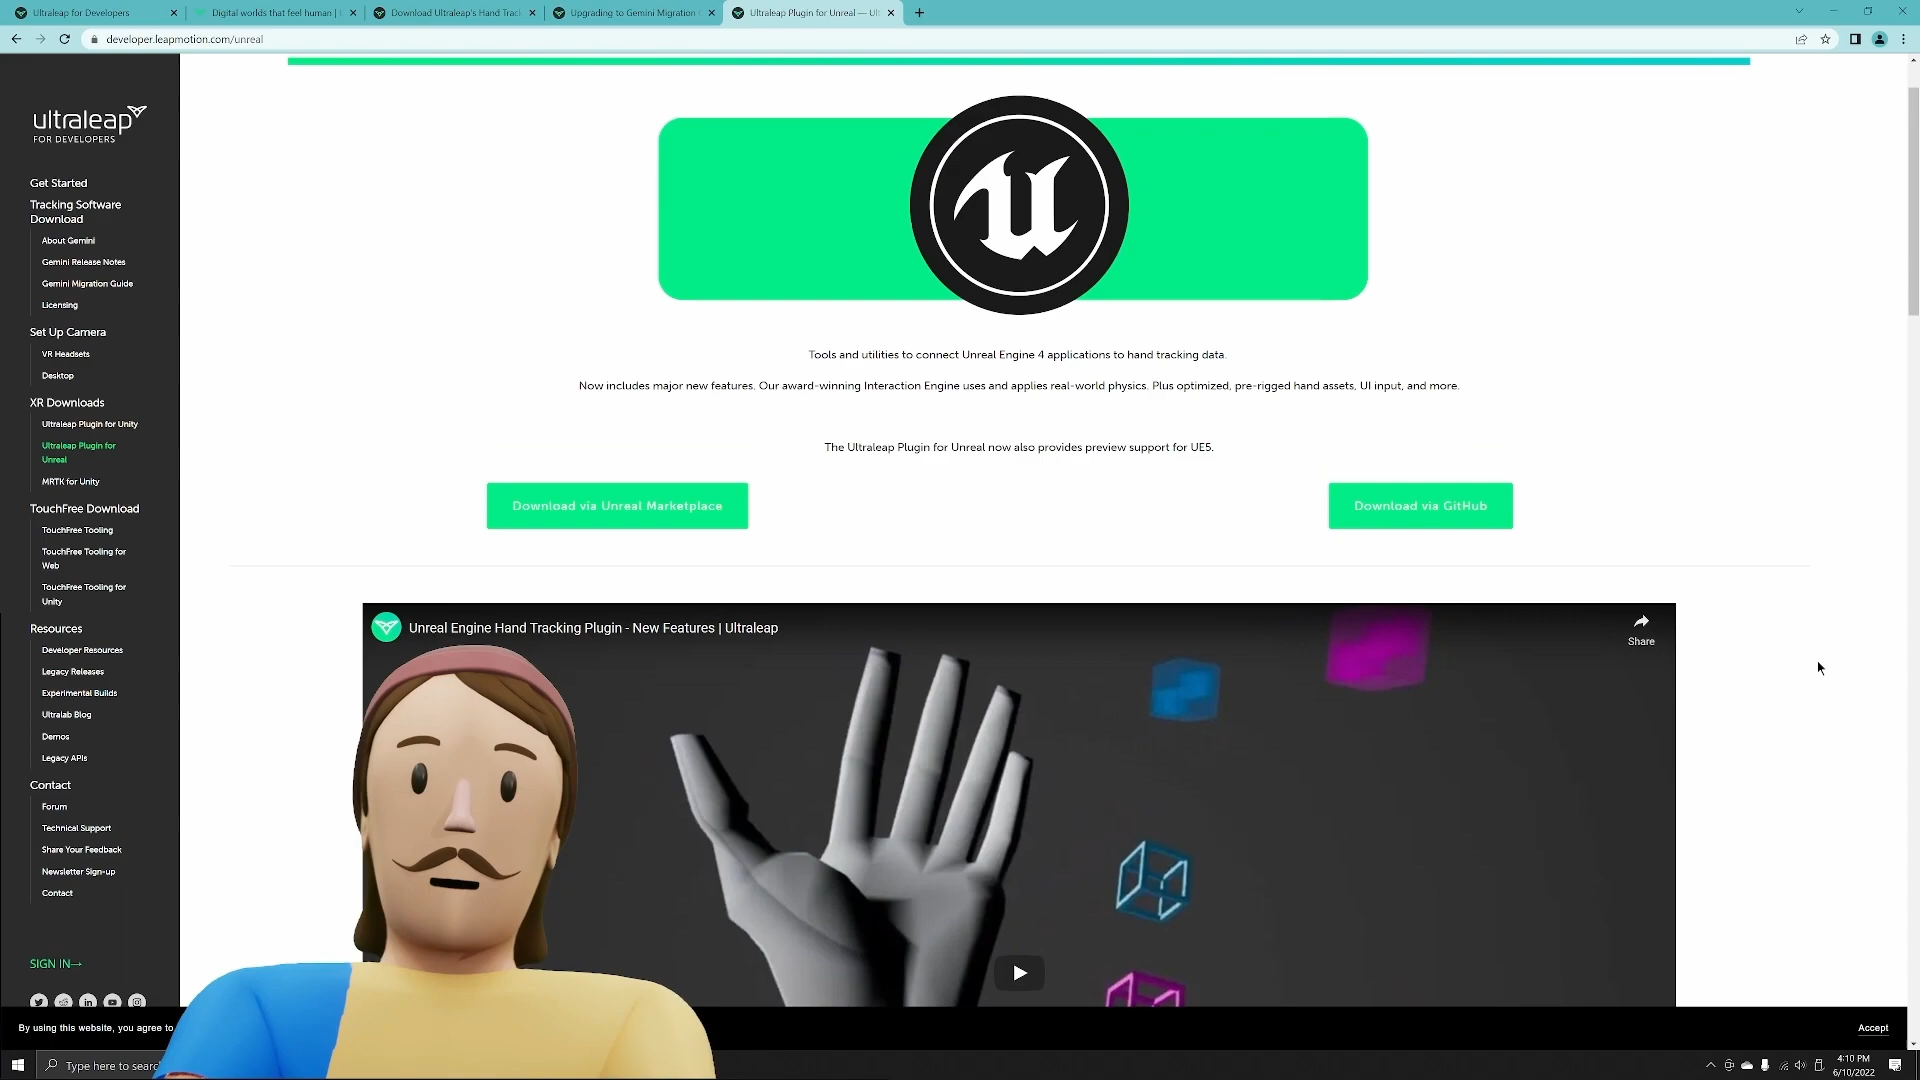 Ultraleap for Developers
Digital worlds that feel human |
Download Ultraleap's Hand Track
Upgrading to Gemini Migration
Ultraleap Plugin for Unreal — Ult
developer.leapmotion.com/unreal
ultraleap
FOR DEVELOPERS
Get Started
Tracking Software
Download
About Gemini
Gemini Release Notes
Gemini Migration Guide
Licensing
Set Up Camera
VR Headsets
Desktop
XR Downloads
Ultraleap Plugin for Unity
Ultraleap Plugin for
Unreal
MRTK for Unity
TouchFree Download
TouchFree Tooling
TouchFree Tooling for
Web
TouchFree Tooling for
Unity
Resources
Developer Resources
Legacy Releases
Experimental Builds
Ultralab Blog
Demos
Legacy APIs
Contact
Forum
Technical Support
Share Your Feedback
Newsletter Sign-up
Contact
SIGN IN→
Tools and utilities to connect Unreal Engine 4 applications to hand tracking data.
Now includes major new features. Our award-winning Interaction Engine uses and applies real-world physics. Plus optimized, pre-rigged hand assets, UI input, and more.
The Ultraleap Plugin for Unreal now also provides preview support for UE5.
Download via Unreal Marketplace
Download via GitHub
Unreal Engine Hand Tracking Plugin - New Features | Ultraleap
Share
By using this website, you agree to
Accept
Type here to searc
4:10 PM
6/10/2022